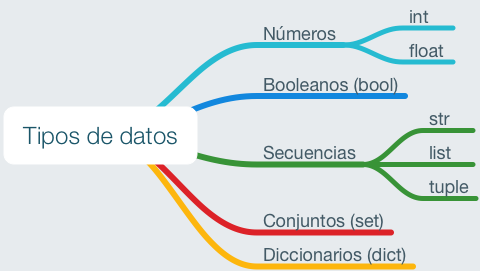 Tipos de datos
Números
int
float
Booleanos (bool)
Secuencias
str
list
tuple
Conjuntos (set)
Diccionarios (dict)